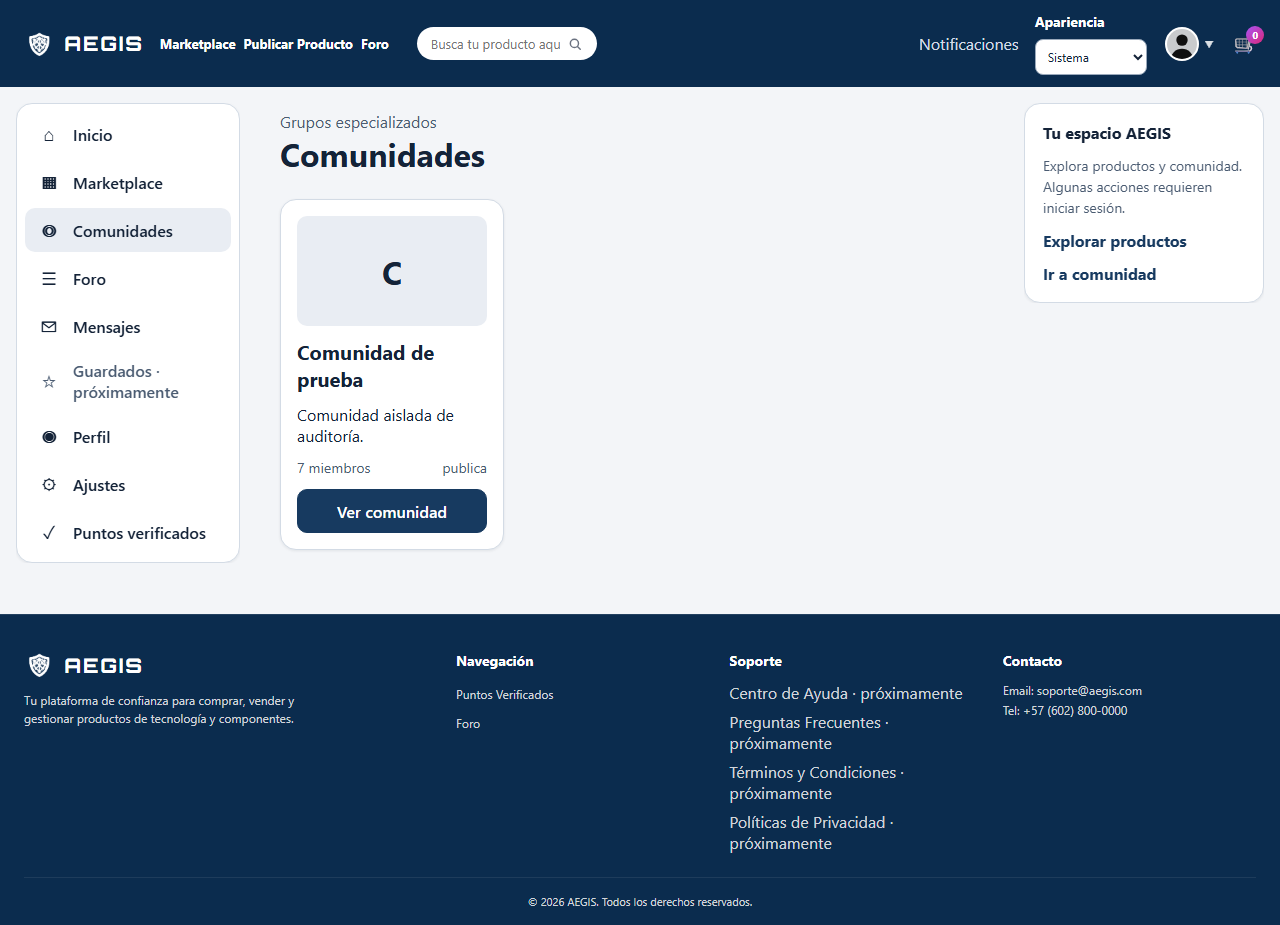 AEGIS
Marketplace Publicar Producto Foro
Busca tu producto aqu
Notificaciones
Apariencia
Sistema
0
Inicio
Marketplace
Comunidades
Foro
Mensajes
Guardados ·
próximamente
Perfil
Ajustes
Puntos verificados
Grupos especializados
Comunidades
C
Comunidad de
prueba
Comunidad aislada de
auditoría.
7 miembros publica
Ver comunidad
Tu espacio AEGIS
Explora productos y comunidad.
Algunas acciones requieren
iniciar sesión.
Explorar productos
Ir a comunidad
AEGIS
Tu plataforma de confianza para comprar, vender y
gestionar productos de tecnología y componentes.
Navegación
Puntos Verificados
Foro
Soporte
Centro de Ayuda · próximamente
Preguntas Frecuentes ·
próximamente
Términos y Condiciones ·
próximamente
Políticas de Privacidad ·
próximamente
Contacto
Email: soporte@aegis.com
Tel: +57 (602) 800-0000
© 2026 AEGIS. Todos los derechos reservados.